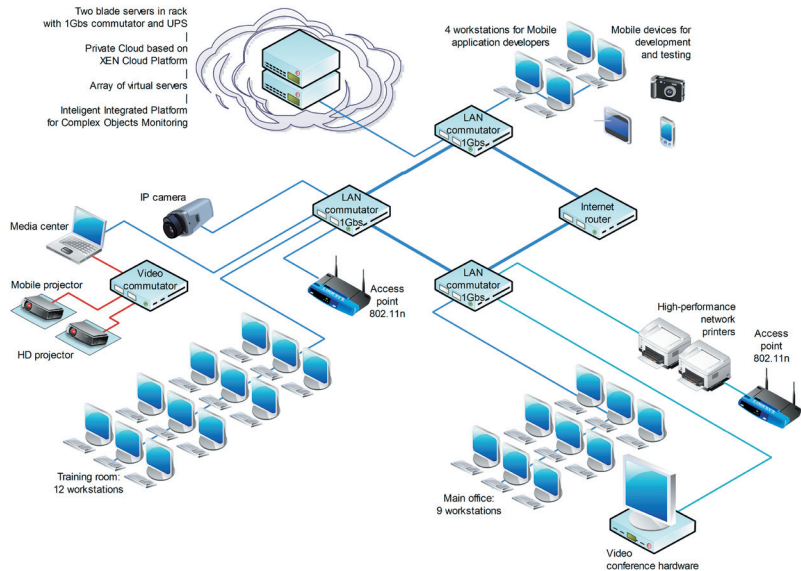 Two blade servers in rack
with 1Gbs commutator and UPS
Private Cloud based on
XEN Cloud Platform
Array of virtual servers
Inteligent Integrated Platform
for Complex Objects Monitoring
4 workstations for Mobile
application developers
Mobile devices for
development
and testing
LAN
commutator
1Gbs
IP camera
LAN
commutator
1Gbs
Internet
router
Media center
Video
commutator
LAN
commutator
1Gbs
Mobile projector
HD projector
Access
point
802.11n
High-performance
network
printers
Access
point
802.11n
Training room:
12 workstations
Main office:
9 workstations
Video
conference hardware